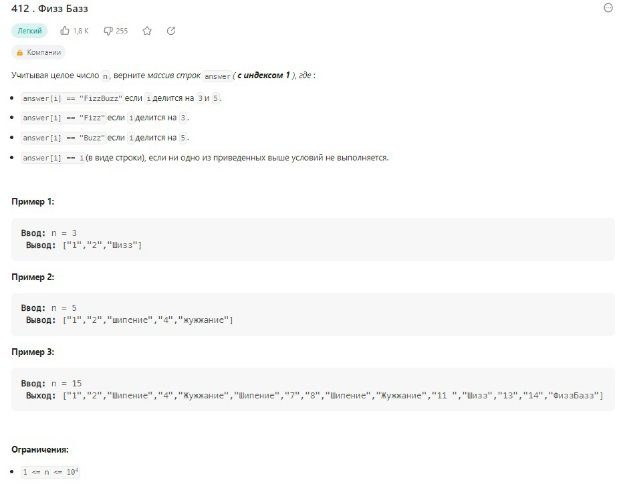 412 . Физз Базз
Легкий 1,8 К 255
Компании
Учитывая целое число n, верните массив строк answer ( с индексом 1 ), где :
answer[i] == "FizzBuzz" если i делится на 3 и 5.
answer[i] == "Fizz" если i делится на 3.
answer[i] == "Buzz" если i делится на 5.
answer[i] == i (в виде строки), если ни одно из приведенных выше условий не выполняется.
Пример 1:
Ввод: n = 3
Вывод: ["1","2","Шизз"]
Пример 2:
Ввод: n = 5
Вывод: ["1","2","шипение","4","жужжание"]
Пример 3:
Ввод: n = 15
Выход: ["1","2","Шипение","4","Жужжание","Шипение","7","8","Шипение","Жужжание","11 ","Шизз","13","14","ФиззБазз"]
Ограничения:
1 <= n <= 10⁴